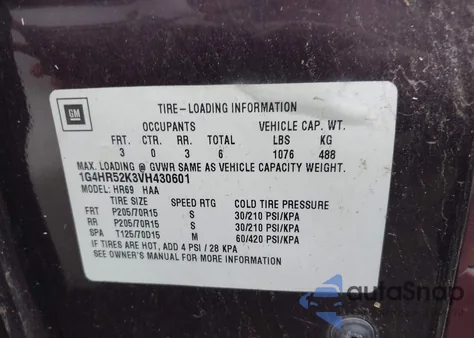 GM
TIRE-LOADING INFORMATION
OCCUPANTS VEHICLE CAP. WT.
FRT. CTR. RR. TOTAL LBS KG
3 0 3 6 1076 488
MAX. LOADING @ GVWR SAME AS VEHICLE CAPACITY WEIGHT.
1G4HR52K3VH430601
MODEL: HR69 HAA
TIRE SIZE SPEED RTG COLD TIRE PRESSURE
FRT P205/70R15 S 30/210 PSI/KPA
RR P205/70R15 S 30/210 PSI/KPA
SPA T125/70D15 M 60/420 PSI/KPA
IF TIRES ARE HOT, ADD 4 PSI / 28 KPA
SEE OWNER'S MANUAL FOR MORE INFORMATION
autoSnap